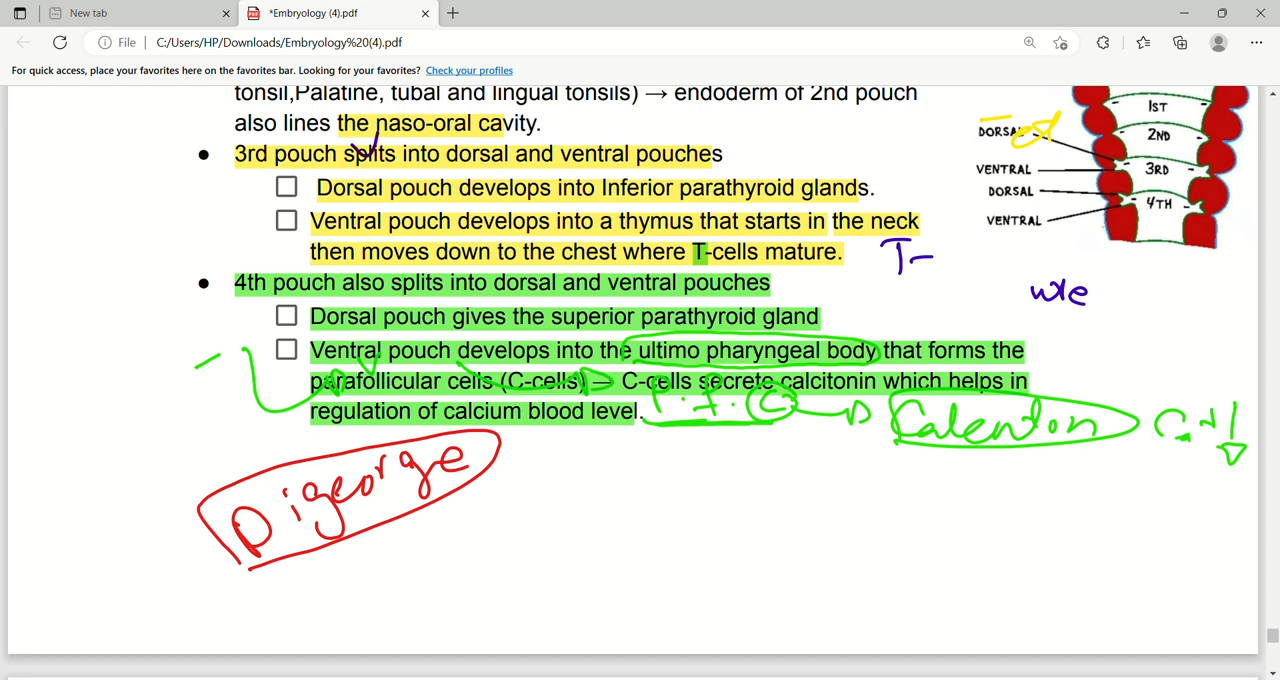 New tab
*Embryology (4).pdf
File | C:/Users/HP/Downloads/Embryology%20(4).pdf
For quick access, place your favorites here on the favorites bar. Looking for your favorites? Check your profiles
tonsil,Palatine, tubal and lingual tonsils) → endoderm of 2nd pouch
also lines the naso-oral cavity.
● 3rd pouch splits into dorsal and ventral pouches
Dorsal pouch develops into Inferior parathyroid glands.
Ventral pouch develops into a thymus that starts in the neck
then moves down to the chest where T-cells mature.
● 4th pouch also splits into dorsal and ventral pouches
Dorsal pouch gives the superior parathyroid gland
Ventral pouch develops into the ultimo pharyngeal body that forms the
parafollicular cells (C-cells) → C-cells secrete calcitonin which helps in
regulation of calcium blood level.
1ST
2ND
3RD
4TH
DORSAL
VENTRAL
DORSAL
VENTRAL
T-
P.F.C
Digeorge